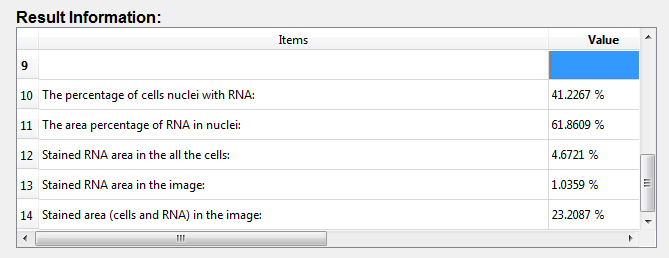 Result Information:
Items Value
9
10 The percentage of cells nuclei with RNA: 41.2267 %
11 The area percentage of RNA in nuclei: 61.8609 %
12 Stained RNA area in the all the cells: 4.6721 %
13 Stained RNA area in the image: 1.0359 %
14 Stained area (cells and RNA) in the image: 23.2087 %